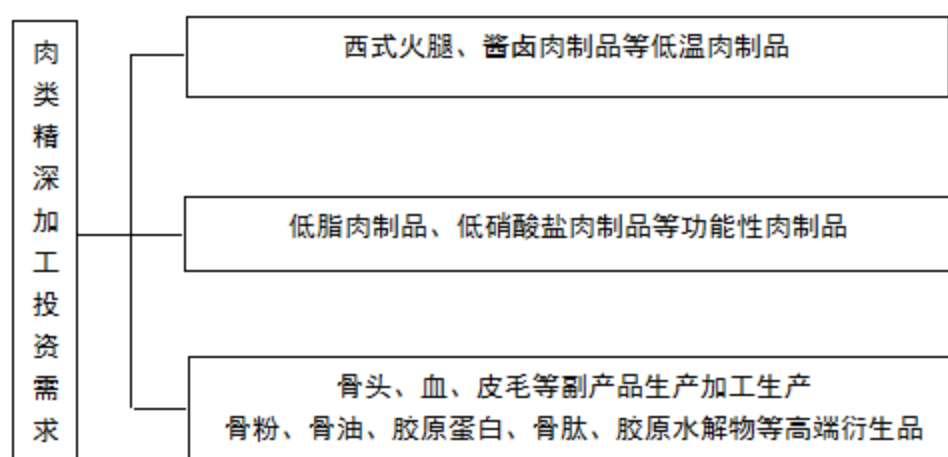 肉类精深加工投资需求
西式火腿、酱卤肉制品等低温肉制品
低脂肉制品、低硝酸盐肉制品等功能性肉制品
骨头、血、皮毛等副产品生产加工生产
骨粉、骨油、胶原蛋白、骨肽、胶原水解物等高端衍生品